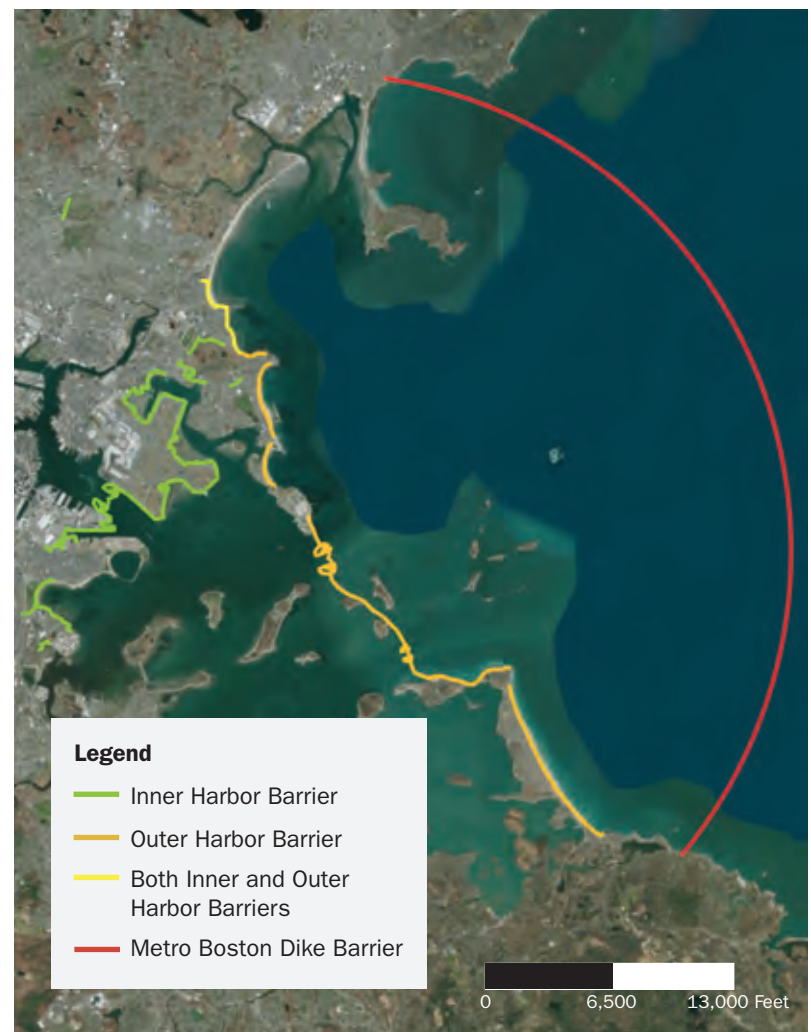 Legend
Inner Harbor Barrier
Outer Harbor Barrier
Both Inner and Outer
Harbor Barriers
Metro Boston Dike Barrier
0 6,500 13,000 Feet